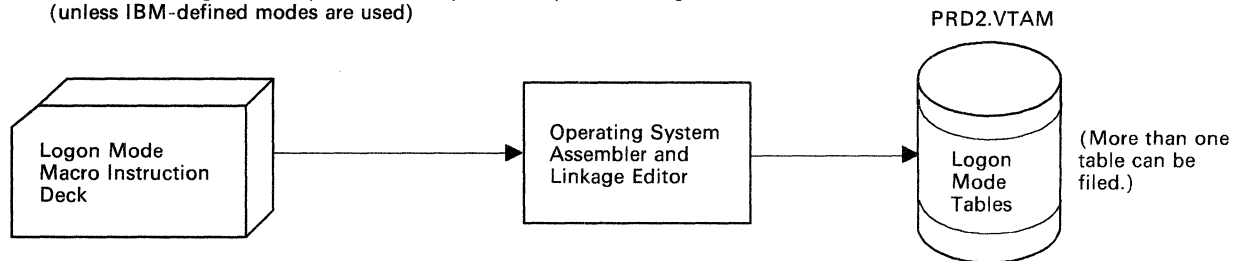 (unless IBM-defined modes are used)
PRD2.VTAM
Logon Mode
Macro Instruction
Deck
Operating System
Assembler and
Linkage Editor
Logon
Mode
Tables
(More than one
table can be
filed.)